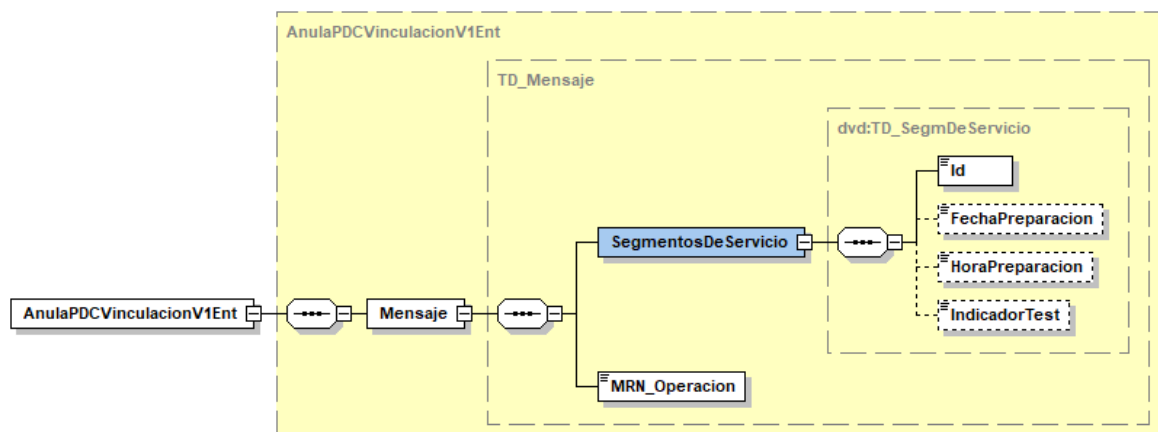 AnulaPDCVinculacionV1Ent
TD_Mensaje
dvd:TD_SegmDeServicio
Id
FechaPreparacion
SegmentosDeServicio
HoraPreparacion
AnulaPDCVinculacionV1Ent
Mensaje
IndicadorTest
MRN_Operacion